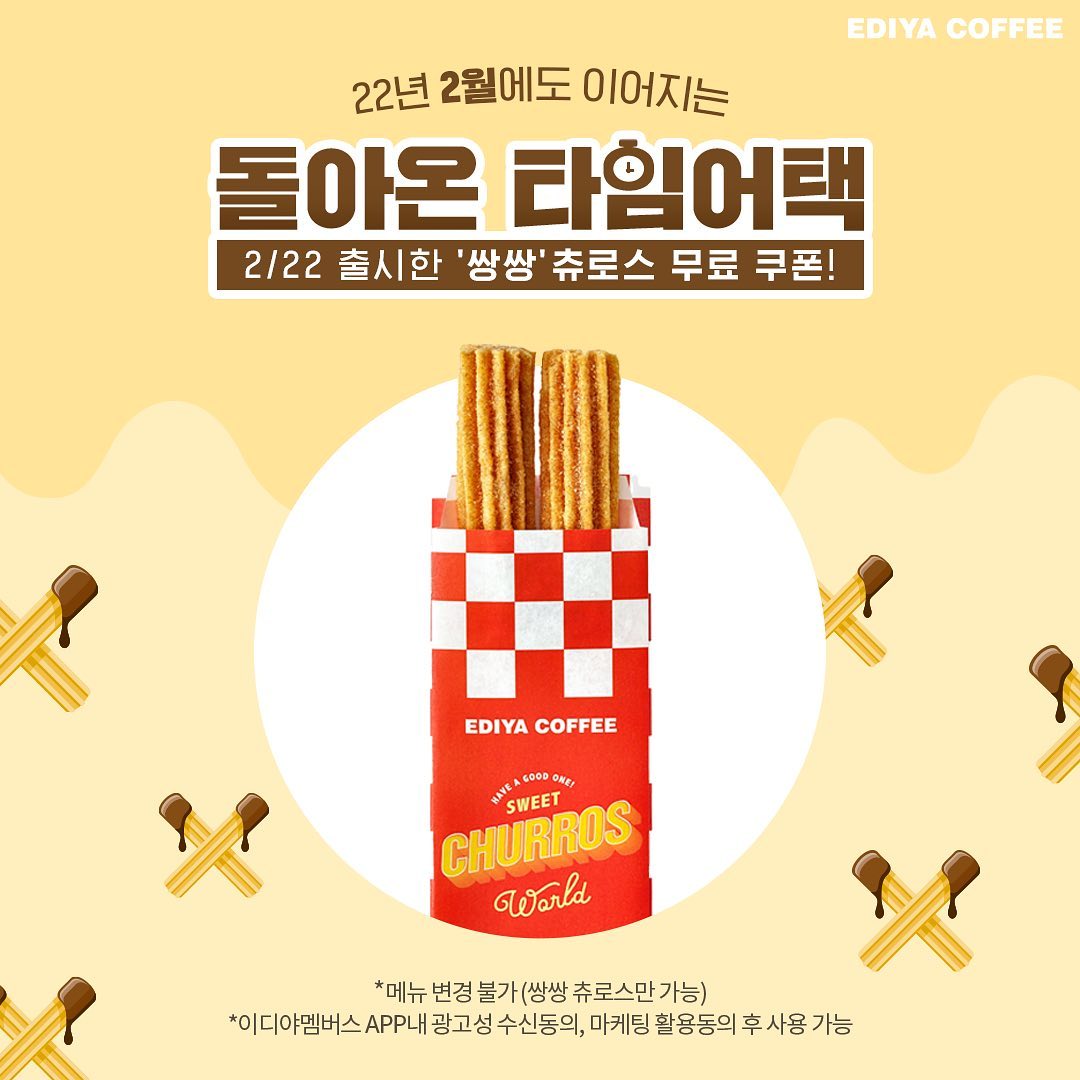 EDIYA COFFEE
22년 2월에도 이어지는
돌아온 타임어택
2/22 출시한 '쌍쌍' 츄로스 무료 쿠폰!
EDIYA COFFEE
HAVE A GOOD ONE!
SWEET
CHURROS
World
*메뉴 변경 불가 (쌍쌍 츄로스만 가능)
*이디야멤버스 APP내 광고성 수신동의, 마케팅 활용동의 후 사용 가능